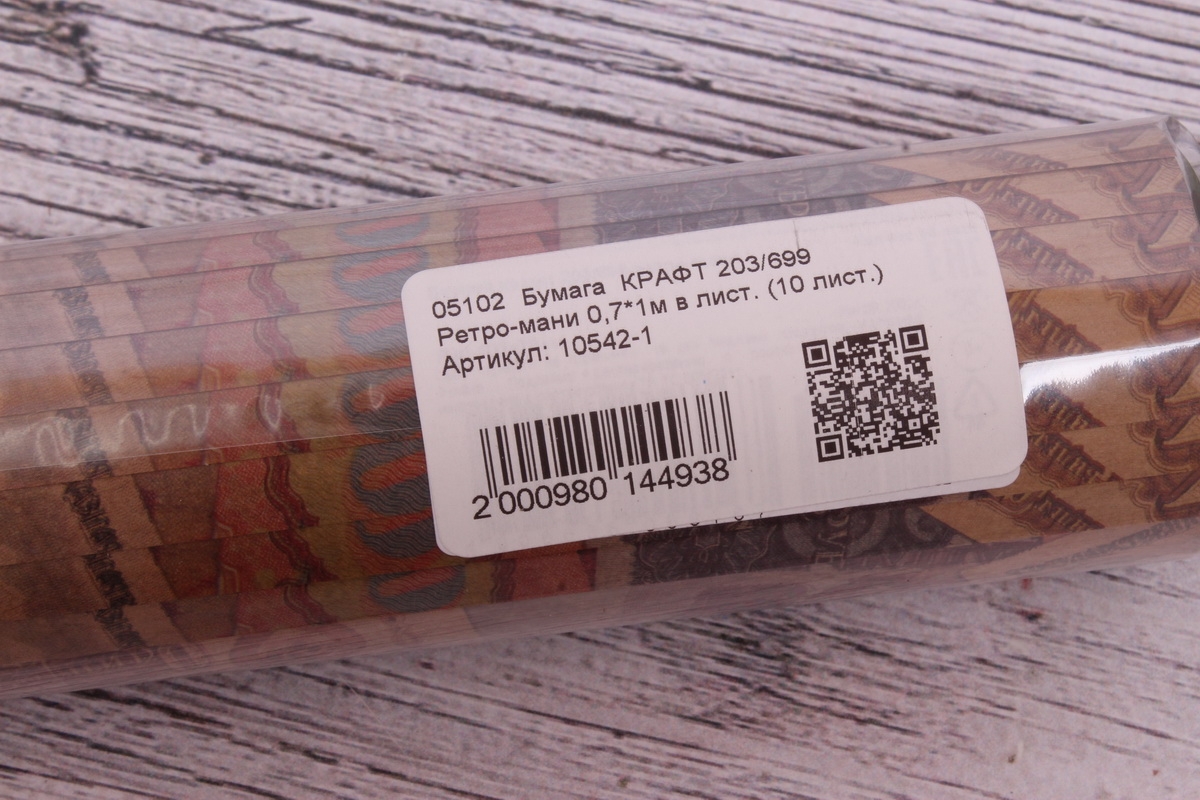 05102 Бумага КРАФТ 203/699
Ретро-мани 0,7*1м в лист. (10 лист.)
Артикул: 10542-1
2 000980 144938